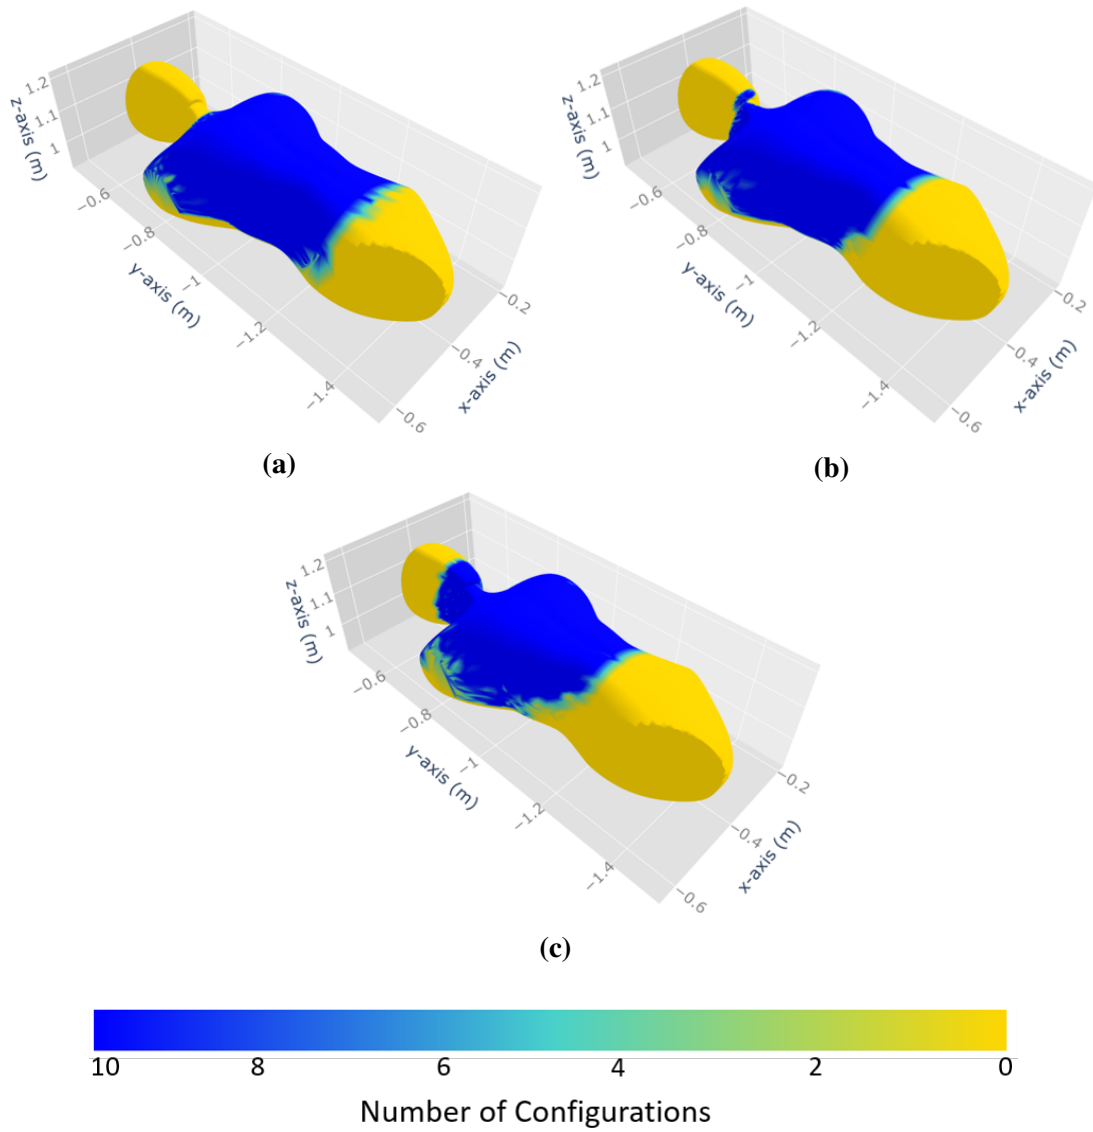 1.2
1.1
1
z-axis (m)
−0.6
−0.8
−1
−1.2
−1.4
y-axis (m)
−0.2
−0.4
−0.6
x-axis (m)
(a)
1.2
1.1
1
z-axis (m)
−0.6
−0.8
−1
−1.2
−1.4
y-axis (m)
−0.2
−0.4
−0.6
x-axis (m)
(b)
1.2
1.1
1
z-axis (m)
−0.6
−0.8
−1
−1.2
−1.4
y-axis (m)
−0.2
−0.4
−0.6
x-axis (m)
(c)
10 8 6 4 2 0
Number of Configurations